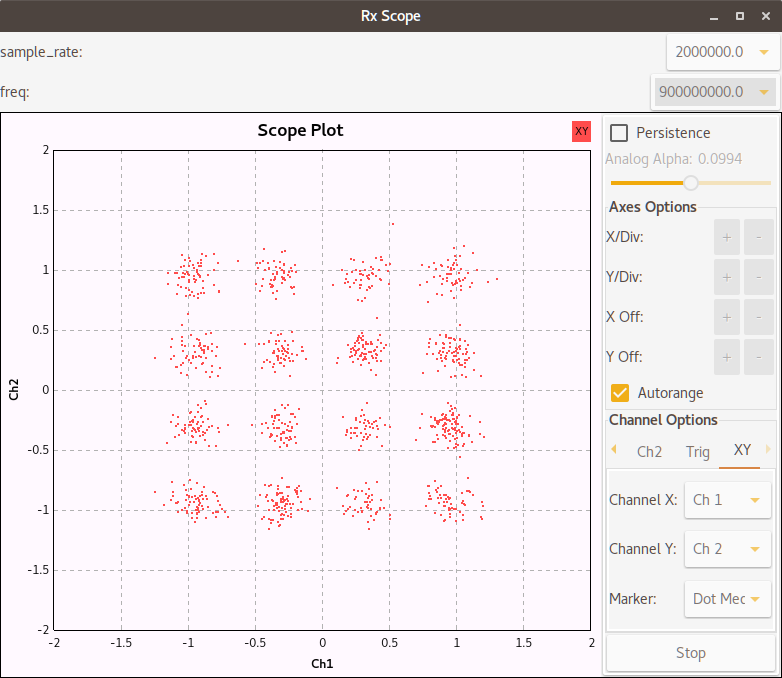 Rx Scope
sample_rate: 2000000.0
freq: 900000000.0
Scope Plot
XY
2
1.5
1
0.5
0
-0.5
-1
-1.5
-2
Ch2
-2 -1.5 -1 -0.5 0 0.5 1 1.5 2
Ch1
Persistence
Analog Alpha: 0.0994
Axes Options
X/Div: + -
Y/Div: + -
X Off: + -
Y Off: + -
Autorange
Channel Options
Ch2 Trig XY
Channel X: Ch 1
Channel Y: Ch 2
Marker: Dot Med
Stop